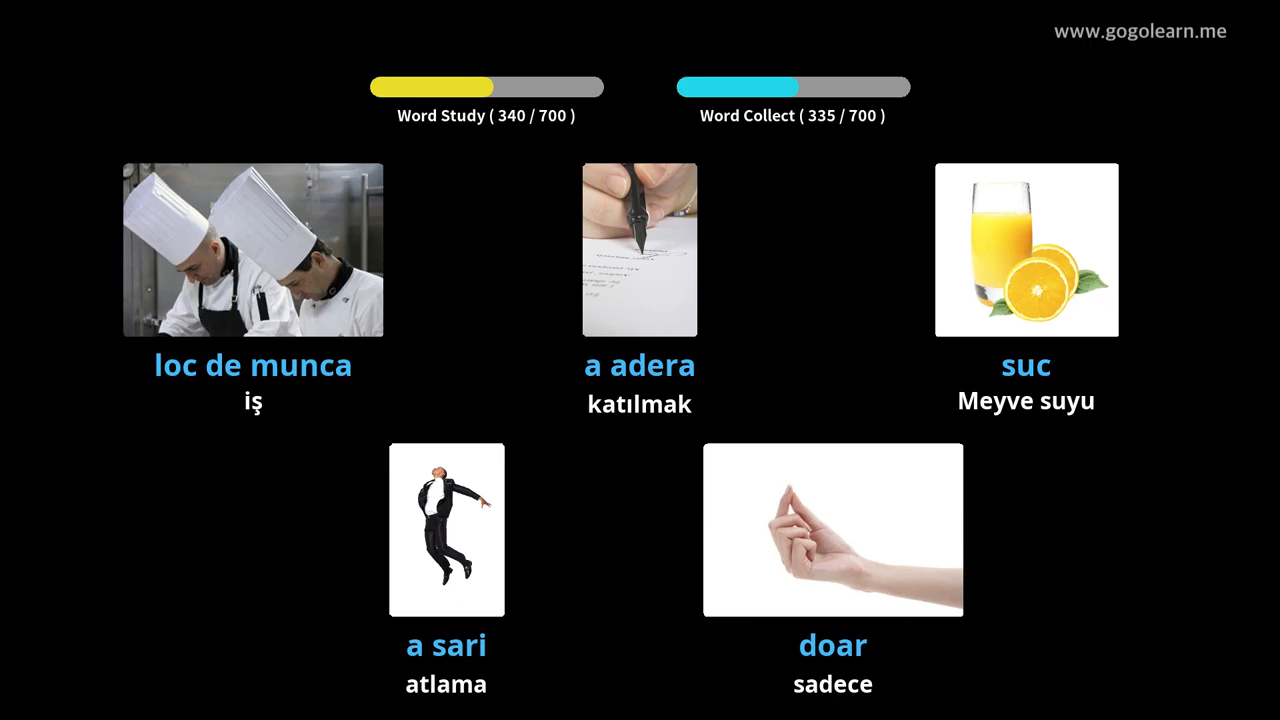 www.gogolearn.me
Word Study ( 340 / 700 )
Word Collect ( 335 / 700 )
loc de munca
iş
a adera
katılmak
suc
Meyve suyu
a sari
atlama
doar
sadece